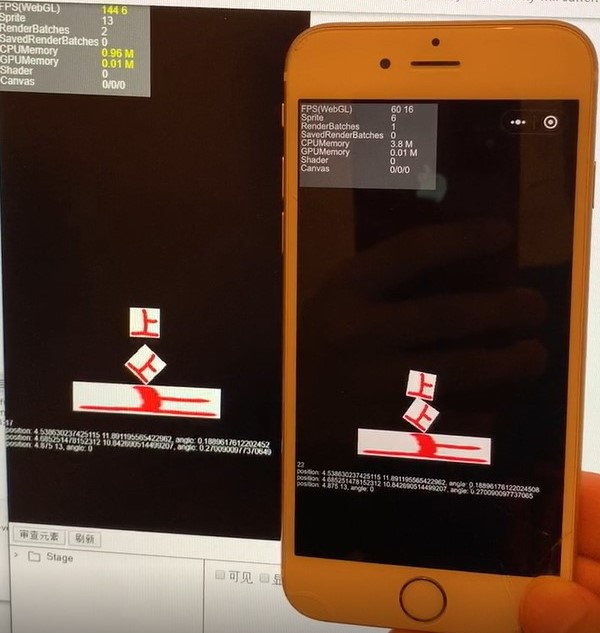 FPS(WebGL) 144 6
Sprite 13
RenderBatches 2
SavedRenderBatches 0
CPUMemory 0.96 M
GPUMemory 0.01 M
Shader 0
Canvas 0/0/0
上
上
上
17
position: 4.538630237425115 11.891195565422962, angle: 0.1889617612202452
position: 4.685251478152312 10.842690514499207, angle: 0.270090097737064
position: 4.875 13, angle: 0
审查元素 刷新
Stage
可见
FPS(WebGL) 60 16
Sprite 6
RenderBatches 1
SavedRenderBatches 0
CPUMemory 3.8 M
GPUMemory 0.01 M
Shader 0
Canvas 0/0/0
上
上
上
22
position: 4.538630237425115 11.891195565422962, angle: 0.18896176122024508
position: 4.685251478152312 10.842690514499207, angle: 0.270090097737065
position: 4.875 13, angle: 0